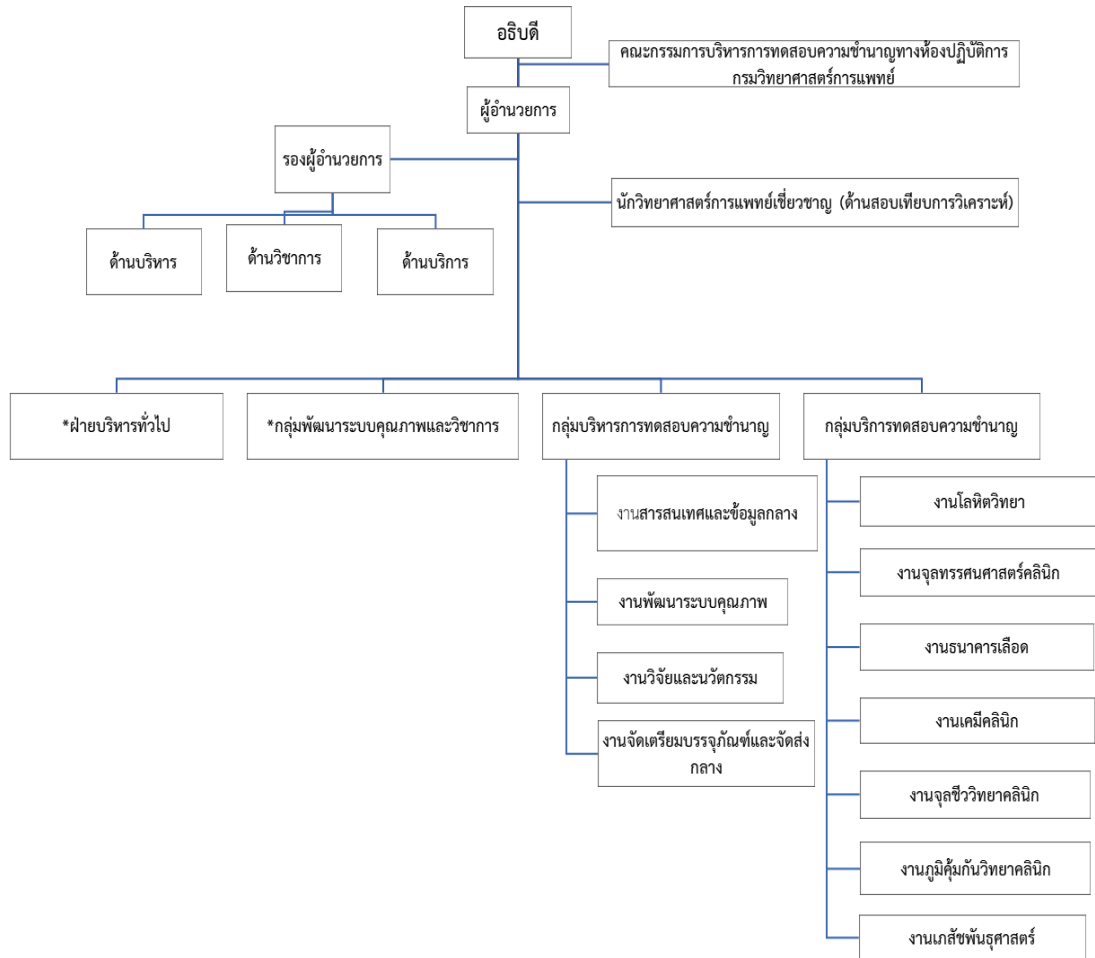 อธิบดี
คณะกรรมการบริหารการทดสอบความชำนาญทางห้องปฏิบัติการ
กรมวิทยาศาสตร์การแพทย์
ผู้อำนวยการ
รองผู้อำนวยการ
นักวิทยาศาสตร์การแพทย์เชี่ยวชาญ (ด้านสอบเทียบการวิเคราะห์)
ด้านบริหาร
ด้านวิชาการ
ด้านบริการ
*ฝ่ายบริหารทั่วไป
*กลุ่มพัฒนาระบบคุณภาพและวิชาการ
กลุ่มบริหารการทดสอบความชำนาญ
กลุ่มบริการทดสอบความชำนาญ
งานสารสนเทศและข้อมูลกลาง
งานพัฒนาระบบคุณภาพ
งานวิจัยและนวัตกรรม
งานจัดเตรียมบรรจุภัณฑ์และจัดส่ง
กลาง
งานโลหิตวิทยา
งานจุลทรรศนศาสตร์คลินิก
งานธนาคารเลือด
งานเคมีคลินิก
งานจุลชีววิทยาคลินิก
งานภูมิคุ้มกันวิทยาคลินิก
งานเภสัชพันธุศาสตร์